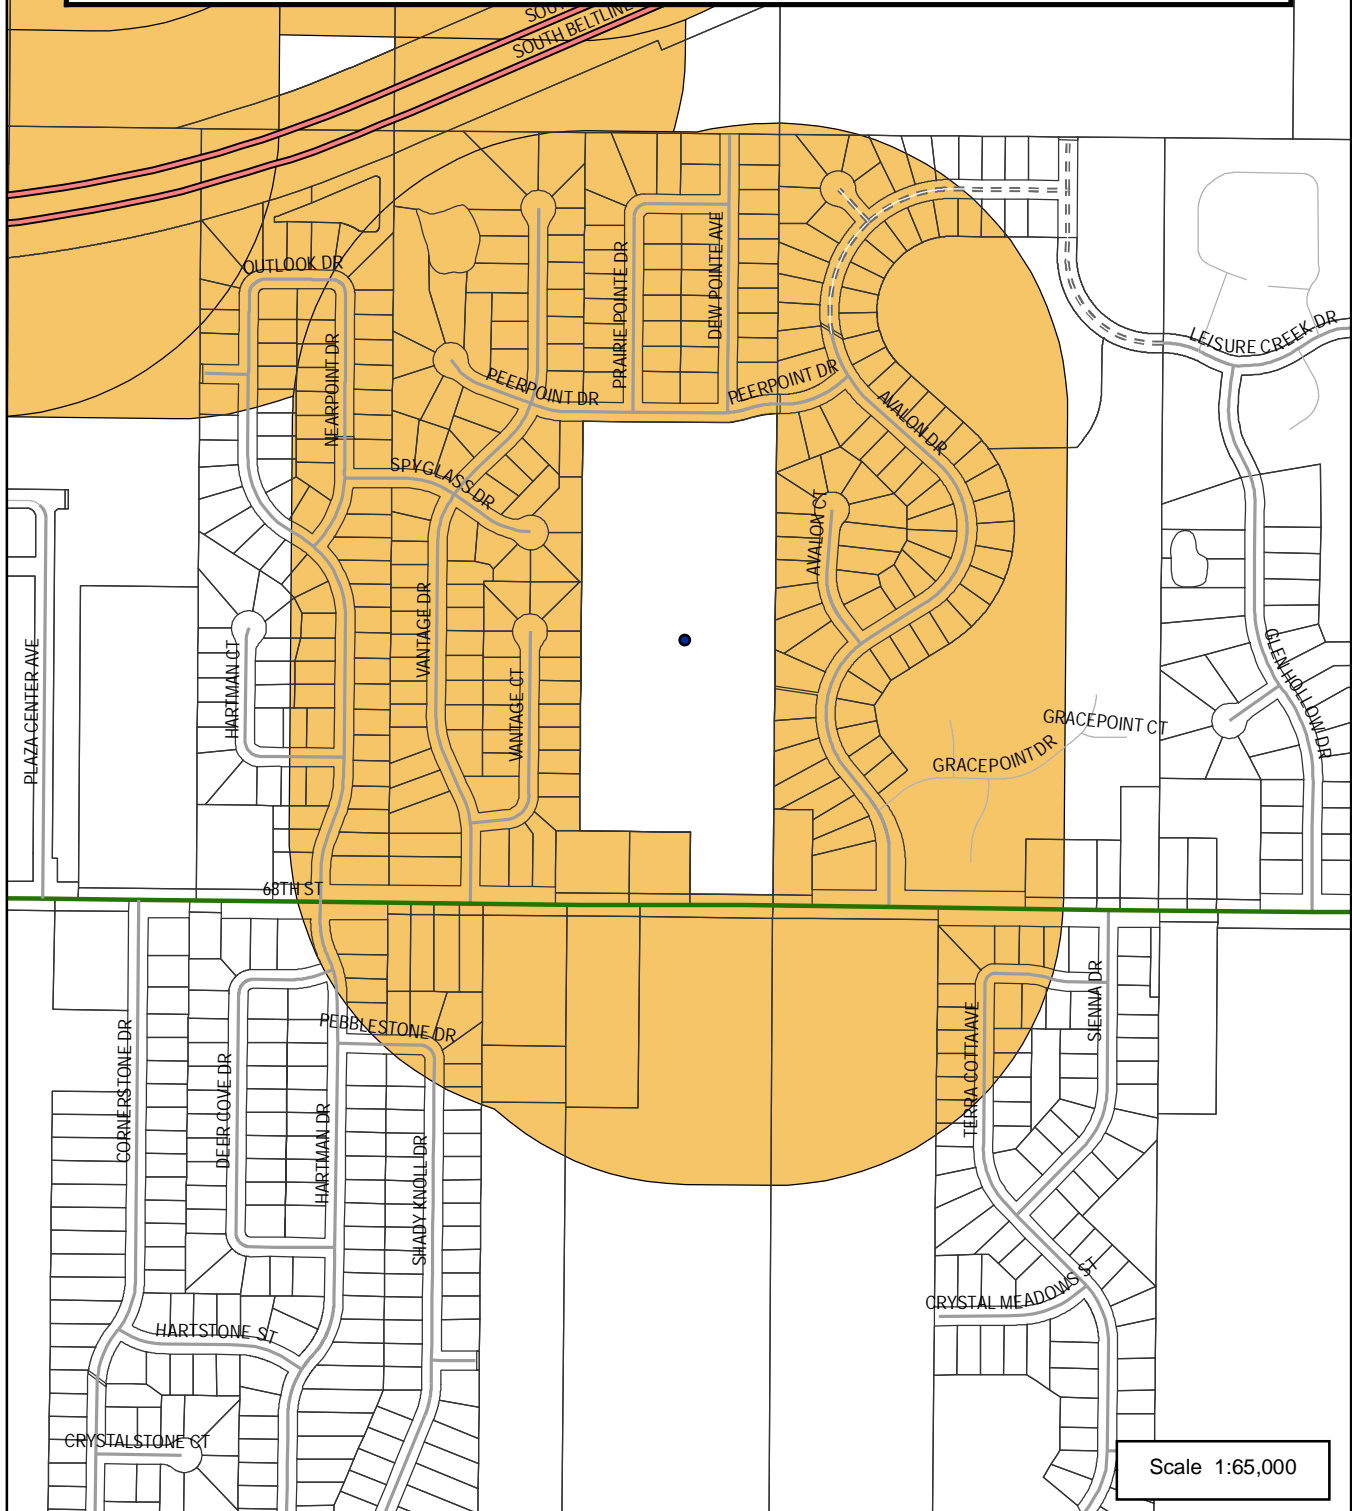 SOUTH BELTLINE
OUTLOOK DR
NEARPOINT DR
PRAIRIE POINTE DR
DEW POINTE AVE
PEERPOINT DR
PEERPOINT DR
LEISURE CREEK DR
AVALON DR
SPYGLASS DR
AVALON CT
VANTAGE DR
HARTMAN CT
PLAZA CENTER AVE
VANTAGE CT
GLEN HOLLOW DR
GRACEPOINT CT
GRACEPOINT DR
68TH ST
PEBBLESTONE DR
SIENNA DR
TERRA COTTA AVE
CORNERSTONE DR
DEER COVE DR
HARTMAN DR
SHADY KNOLL DR
CRYSTAL MEADOWS ST
HARTSTONE ST
CRYSTALSTONE CT
Scale 1:65,000